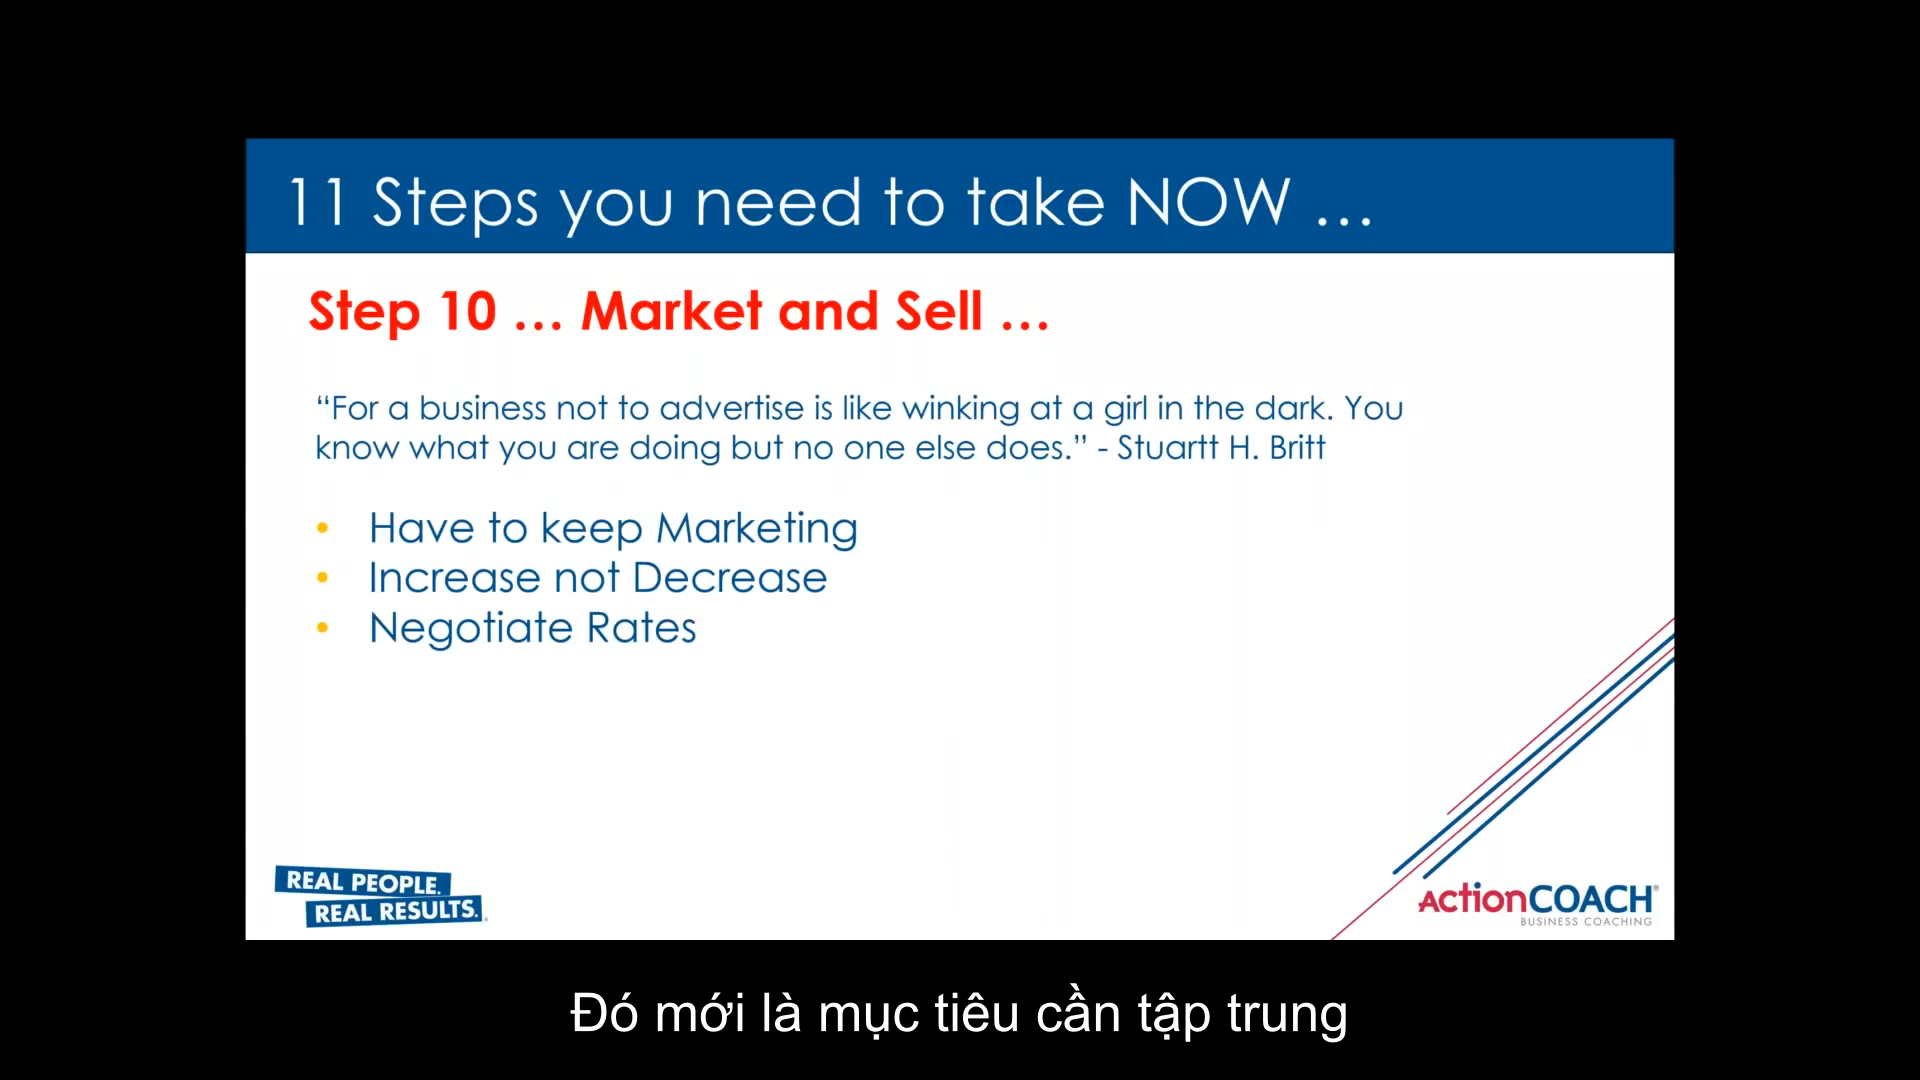 11 Steps you need to take NOW ...
Step 10 ... Market and Sell ...
“For a business not to advertise is like winking at a girl in the dark. You
know what you are doing but no one else does.” - Stuartt H. Britt
• Have to keep Marketing
• Increase not Decrease
• Negotiate Rates
REAL PEOPLE.
REAL RESULTS.
ActionCOACH®
BUSINESS COACHING
Đó mới là mục tiêu cần tập trung